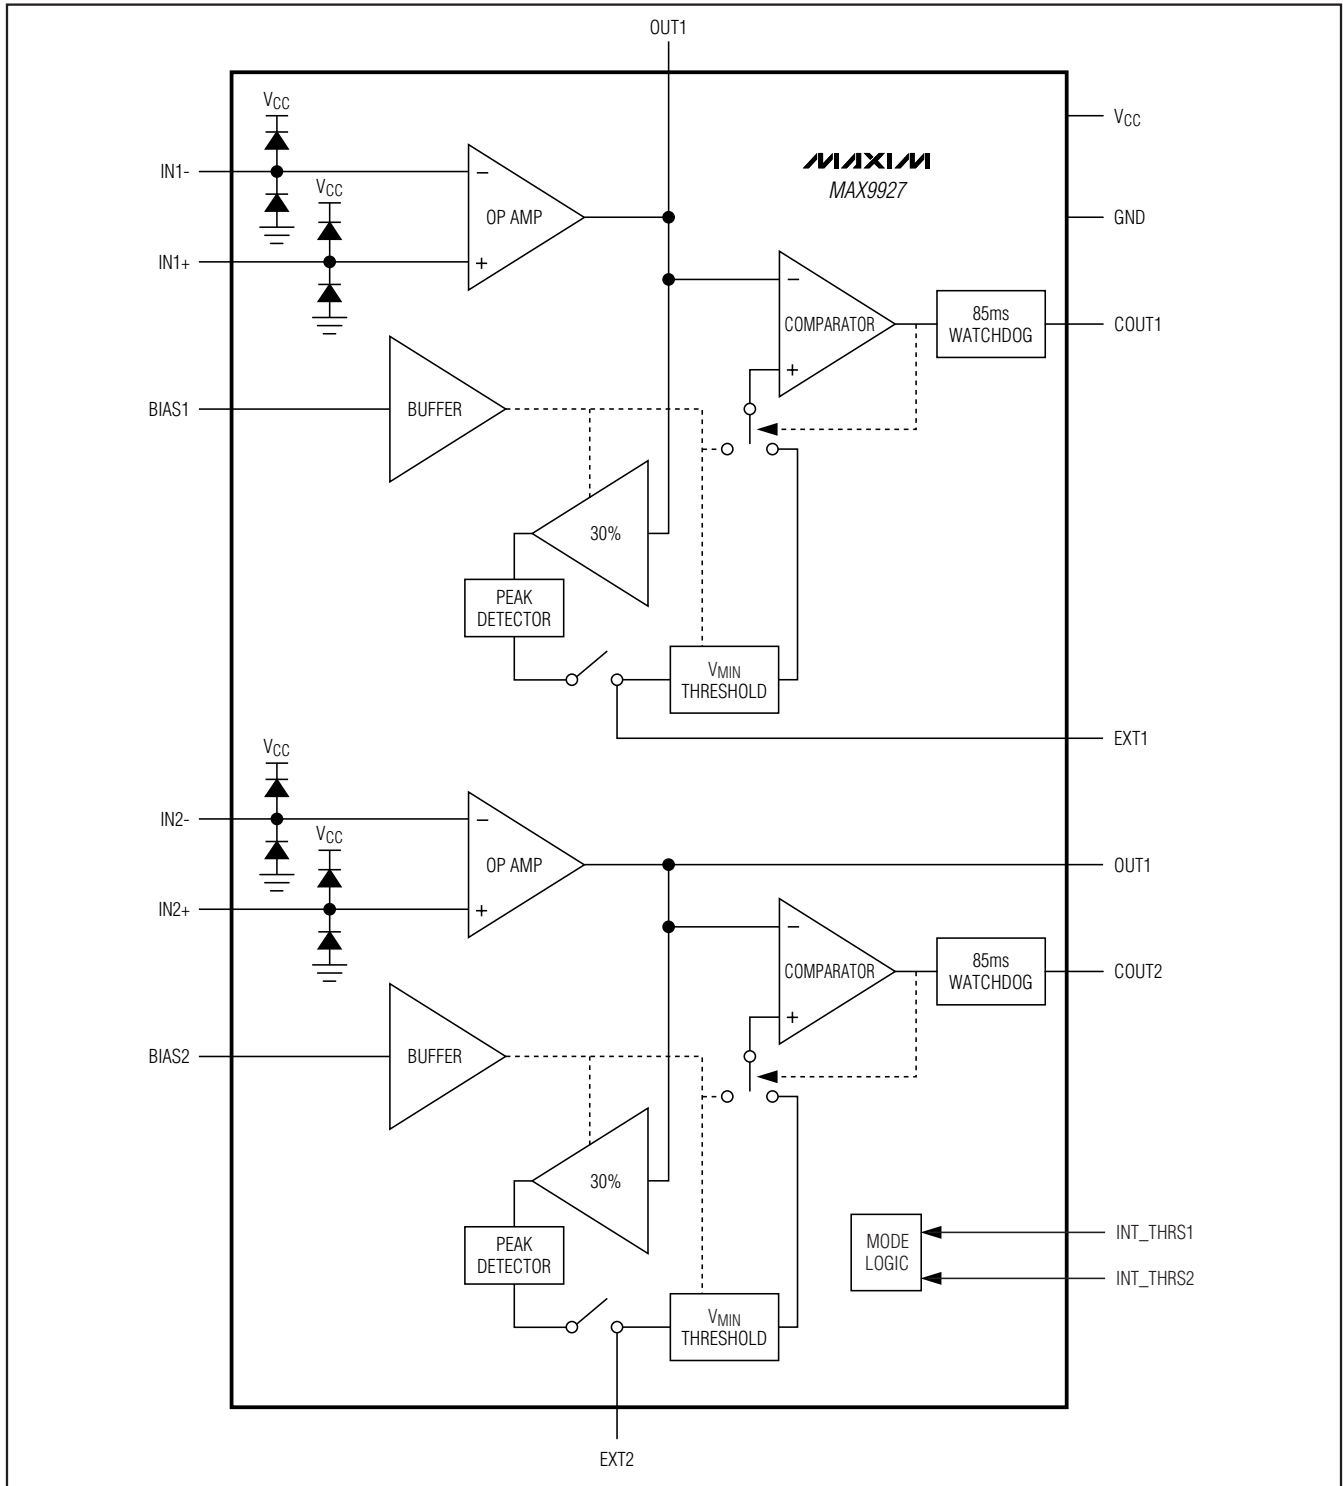 OUT1
VCC
IN1-
VCC
IN1+
−
OP AMP
+
MAXIM
MAX9927
VCC
GND
−
COMPARATOR
+
85ms
WATCHDOG
COUT1
BIAS1
BUFFER
30%
PEAK
DETECTOR
VMIN
THRESHOLD
EXT1
VCC
IN2-
VCC
IN2+
−
OP AMP
+
OUT1
−
COMPARATOR
+
85ms
WATCHDOG
COUT2
BIAS2
BUFFER
30%
PEAK
DETECTOR
VMIN
THRESHOLD
MODE
LOGIC
INT_THRS1
INT_THRS2
EXT2